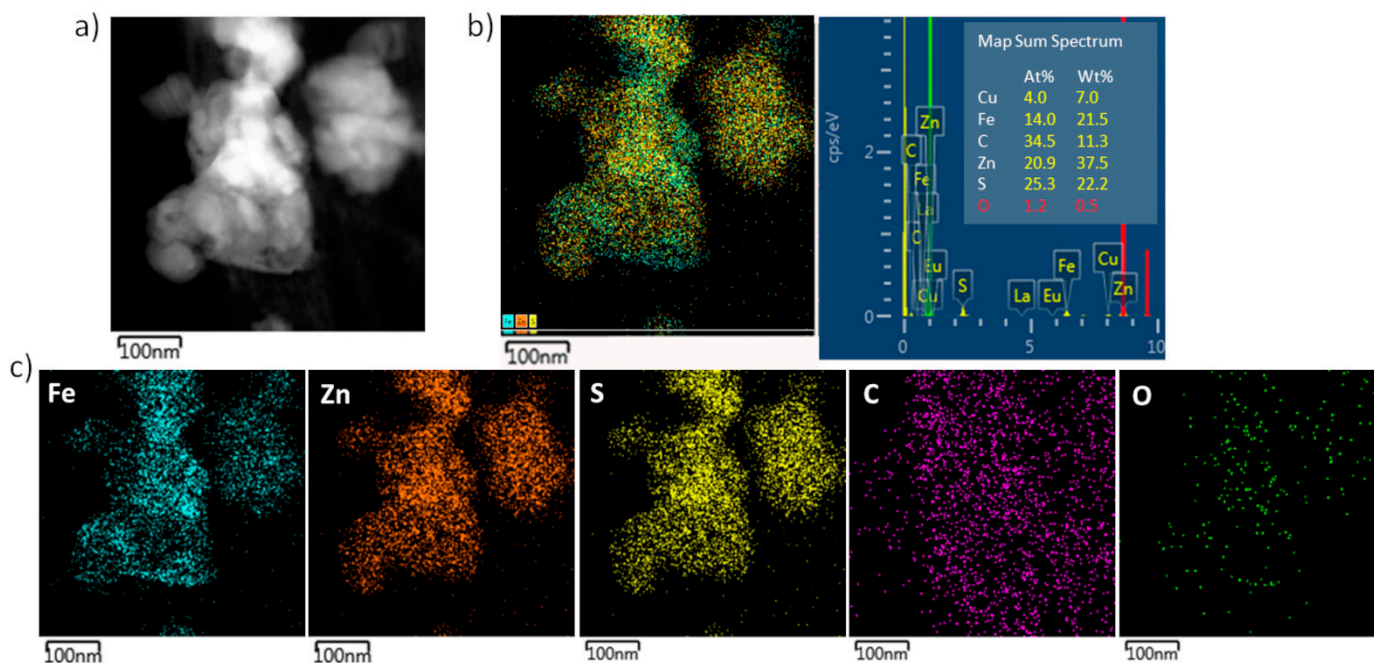 a)
100nm
b)
Fe Zn S
100nm
cps/eV
2
0
0 5 10
Zn
C
Fe
La
C
Eu
Cu
S
La
Eu
Fe
Cu
Zn
Map Sum Spectrum
At% Wt%
Cu 4.0 7.0
Fe 14.0 21.5
C 34.5 11.3
Zn 20.9 37.5
S 25.3 22.2
O 1.2 0.5
c)
Fe
100nm
Zn
100nm
S
100nm
C
100nm
O
100nm